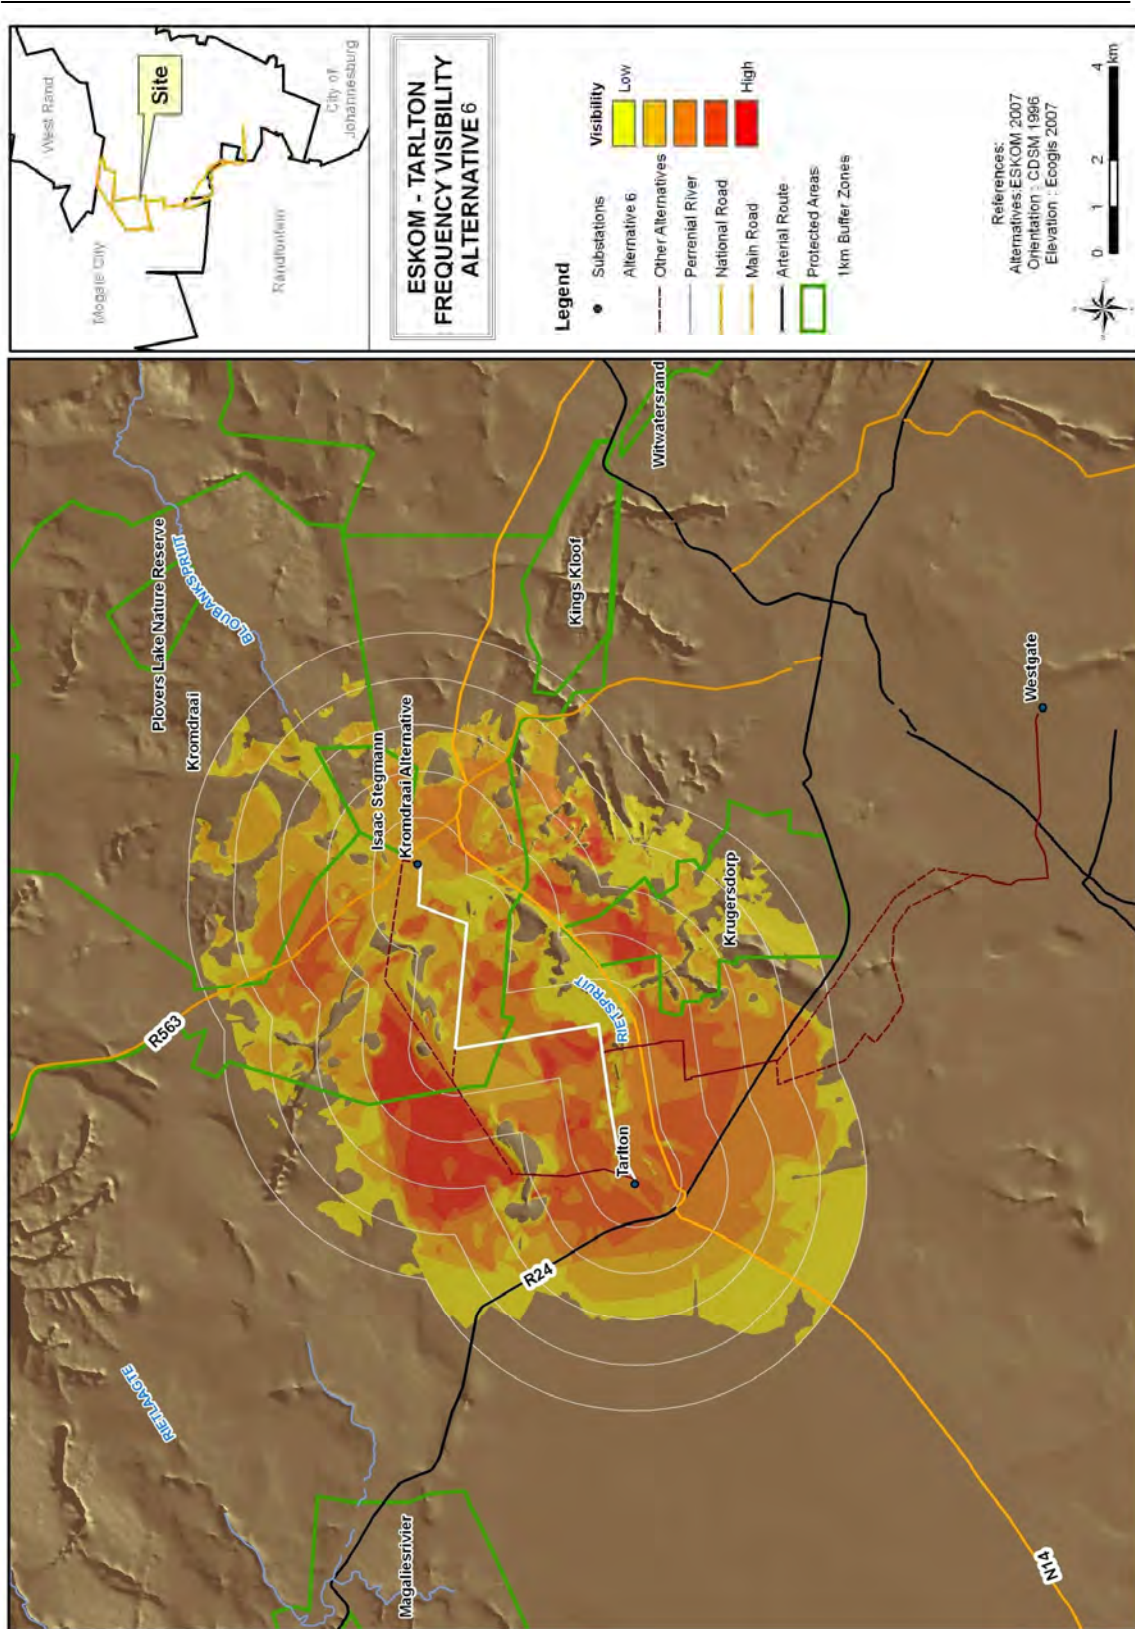 West Rand
Mogale City
Site
City of
Johannesburg
Randfontein
ESKOM - TARLTON
FREQUENCY VISIBILITY
ALTERNATIVE 6
Legend
Substations
Alternative 6
Other Alternatives
Perrenial River
National Road
Main Road
Arterial Route
Protected Areas
1km Buffer Zones
Visibility
Low
High
References:
Alternatives:ESKOM 2007
Orientation : CDSM 1996
Elevation : Ecogis 2007
0 1 2 4
km
Plovers Lake Nature Reserve
Kromdraai
BLOUBANKSPRUIT
Isaac Stegmann
Kromdraai Alternative
R563
Witwatersrand
Kings Kloof
Krugersdorp
RIETSPRUIT
Tarlton
R24
RIETLAAGTE
Magaliesrivier
Westgate
N14